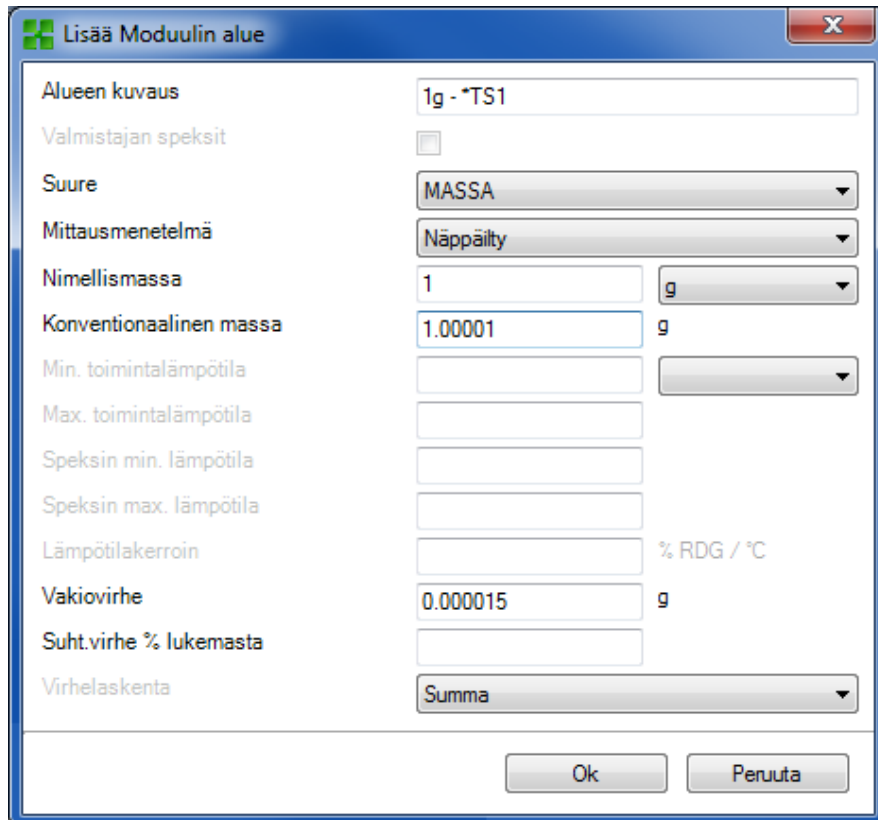 Lisää Moduulin alue
X
Alueen kuvaus 1g - *TS1
Valmistajan speksit
Suure MASSA
Mittausmenetelmä Näppäilty
Nimellismassa 1 g
Konventionaalinen massa 1.00001 g
Min. toimintalämpötila
Max. toimintalämpötila
Speksin min. lämpötila
Speksin max. lämpötila
Lämpötilakerroin % RDG / °C
Vakiovirhe 0.000015 g
Suht.virhe % lukemasta
Virhelaskenta Summa
Ok Peruuta